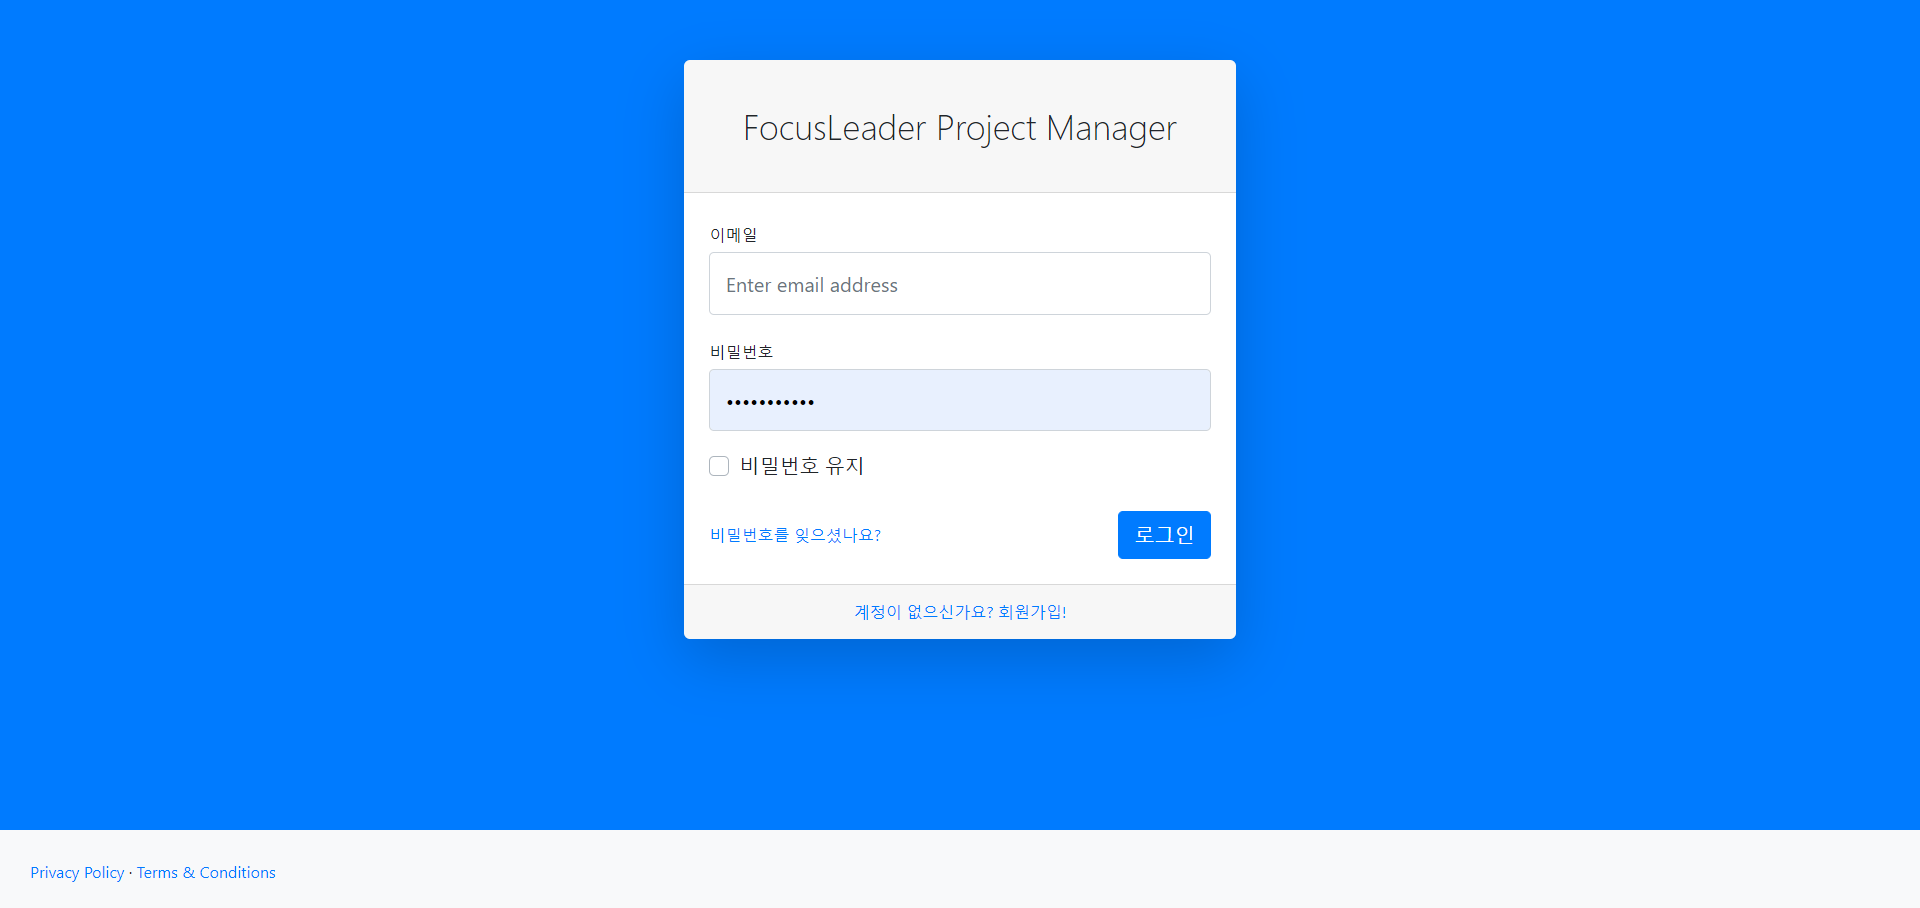 FocusLeader Project Manager
이메일
Enter email address
비밀번호
•••••••••••
비밀번호 유지
비밀번호를 잊으셨나요?
로그인
계정이 없으신가요? 회원가입!
Privacy Policy · Terms & Conditions